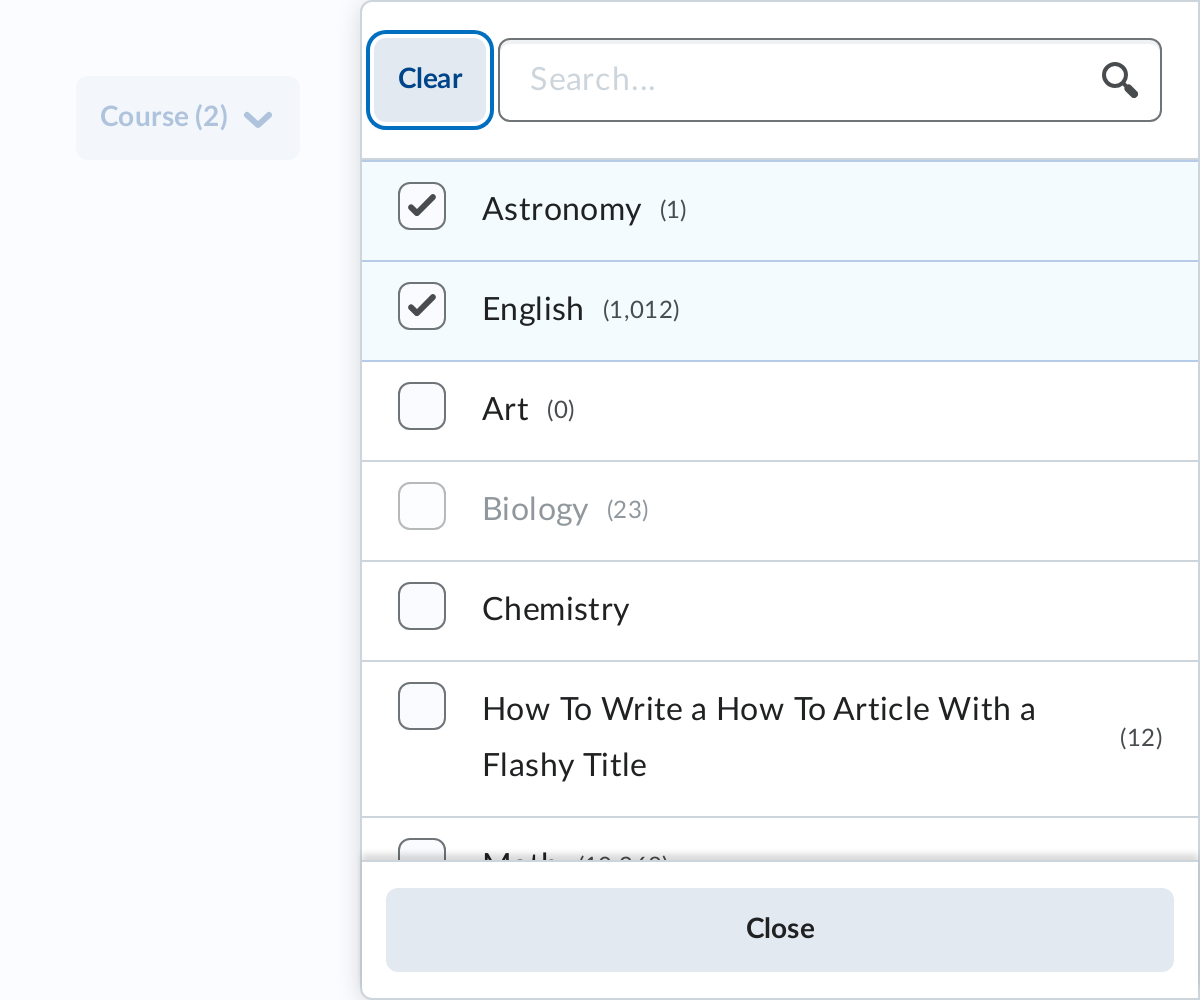 Course (2)
Clear
Search...
Astronomy (1)
English (1,012)
Art (0)
Biology (23)
Chemistry
How To Write a How To Article With a
Flashy Title
(12)
Close